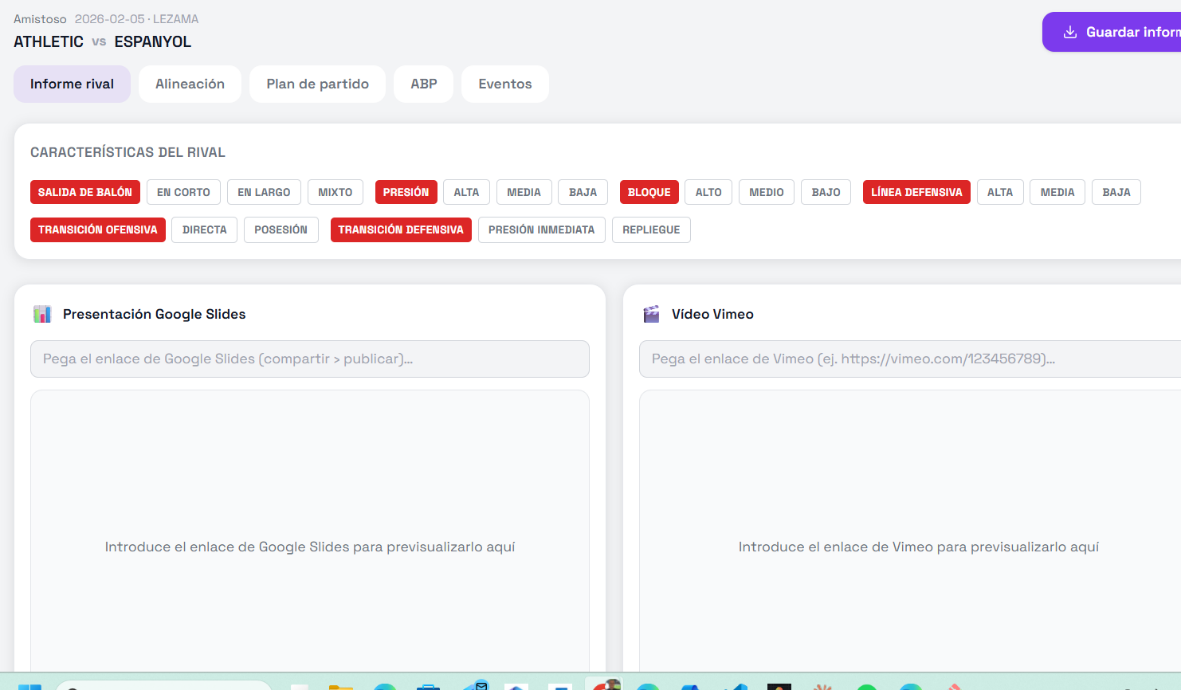 Amistoso 2026-02-05 · LEZAMA
ATHLETIC vs ESPANYOL
Guardar inform
Informe rival Alineación Plan de partido ABP Eventos
CARACTERÍSTICAS DEL RIVAL
SALIDA DE BALÓN EN CORTO EN LARGO MIXTO PRESIÓN ALTA MEDIA BAJA BLOQUE ALTO MEDIO BAJO LÍNEA DEFENSIVA ALTA MEDIA BAJA
TRANSICIÓN OFENSIVA DIRECTA POSESIÓN TRANSICIÓN DEFENSIVA PRESIÓN INMEDIATA REPLIEGUE
Presentación Google Slides
Pega el enlace de Google Slides (compartir > publicar)...
Introduce el enlace de Google Slides para previsualizarlo aquí
Vídeo Vimeo
Pega el enlace de Vimeo (ej. https://vimeo.com/123456789)...
Introduce el enlace de Vimeo para previsualizarlo aquí